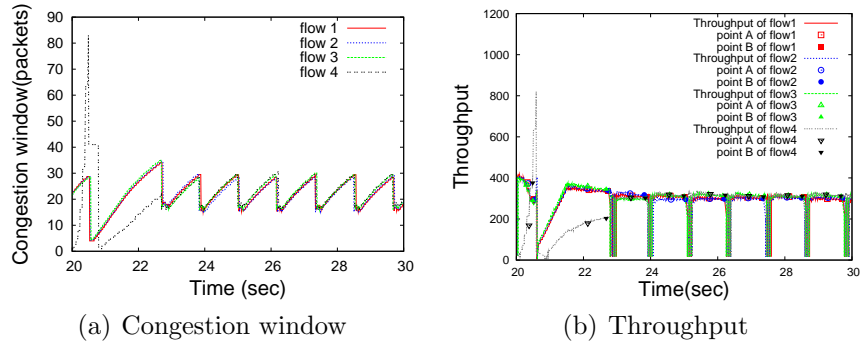 Congestion window(packets)
90
80
70
60
50
40
30
20
10
0
20
22
24
26
28
30
Time (sec)
flow 1
flow 2
flow 3
flow 4
(a) Congestion window
Throughput
1200
1000
800
600
400
200
0
20
22
24
26
28
30
Time(sec)
Throughput of flow1
point A of flow1
point B of flow1
Throughput of flow2
point A of flow2
point B of flow2
Throughput of flow3
point A of flow3
point B of flow3
Throughput of flow4
point A of flow4
point B of flow4
(b) Throughput